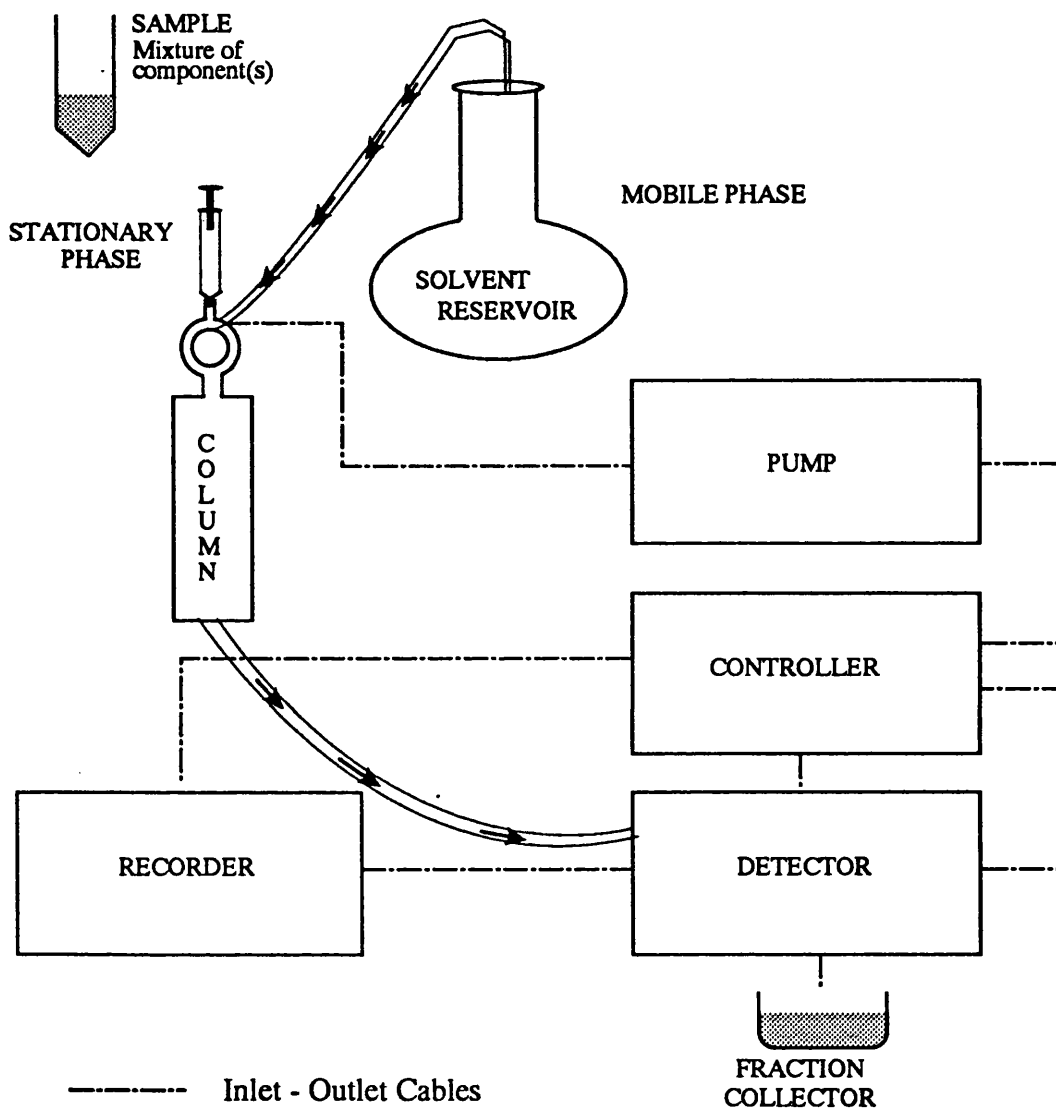 SAMPLE
Mixture of
component(s)
MOBILE PHASE
STATIONARY
PHASE
SOLVENT
RESERVOIR
COLUMN
PUMP
CONTROLLER
RECORDER
DETECTOR
FRACTION
COLLECTOR
Inlet - Outlet Cables